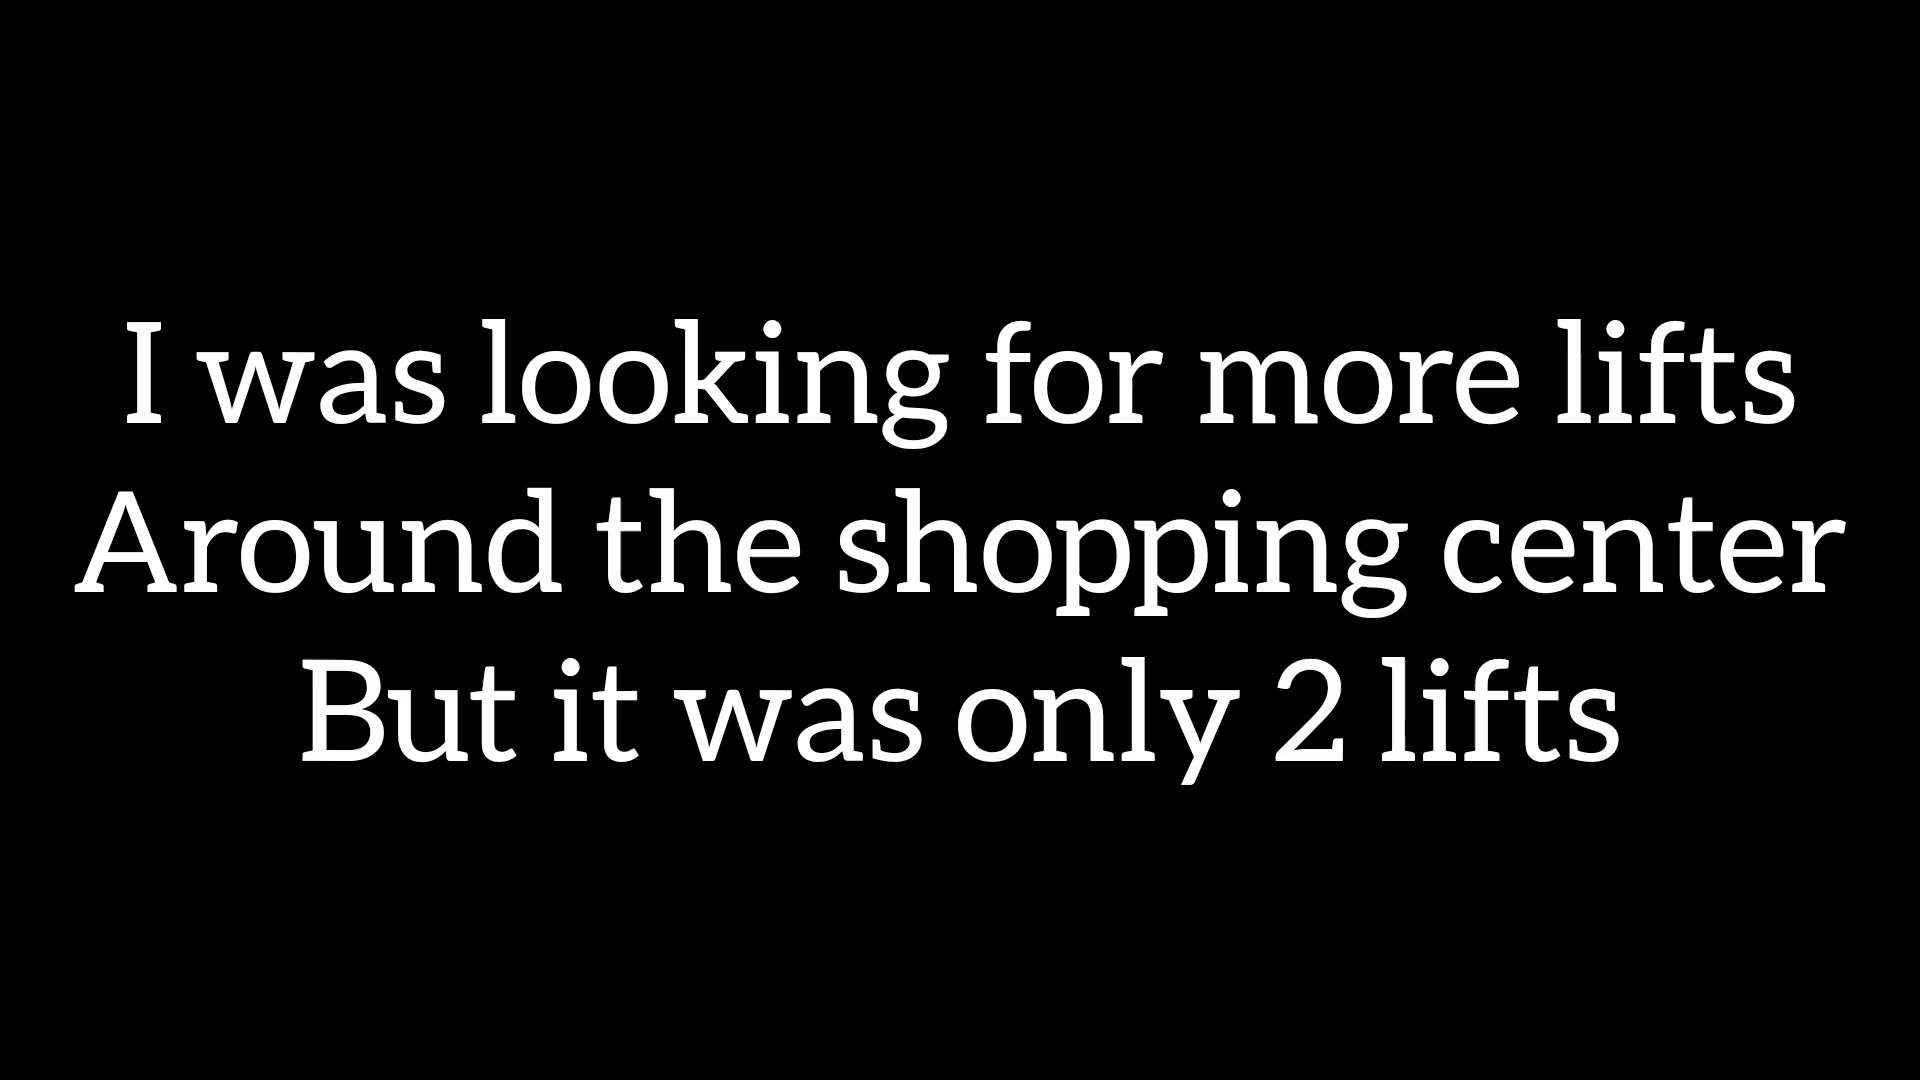 I was looking for more lifts
Around the shopping center
But it was only 2 lifts